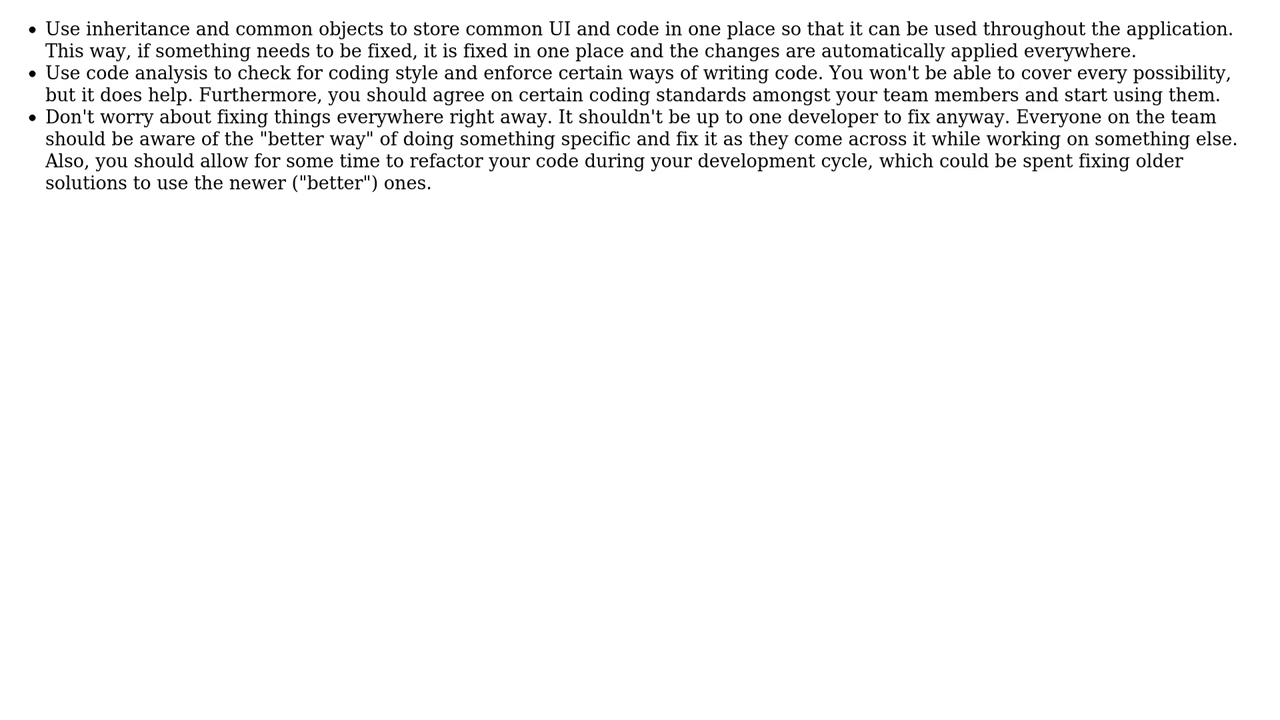 • Use inheritance and common objects to store common UI and code in one place so that it can be used throughout the application.
This way, if something needs to be fixed, it is fixed in one place and the changes are automatically applied everywhere.
• Use code analysis to check for coding style and enforce certain ways of writing code. You won't be able to cover every possibility,
but it does help. Furthermore, you should agree on certain coding standards amongst your team members and start using them.
• Don't worry about fixing things everywhere right away. It shouldn't be up to one developer to fix anyway. Everyone on the team
should be aware of the "better way" of doing something specific and fix it as they come across it while working on something else.
Also, you should allow for some time to refactor your code during your development cycle, which could be spent fixing older
solutions to use the newer ("better") ones.